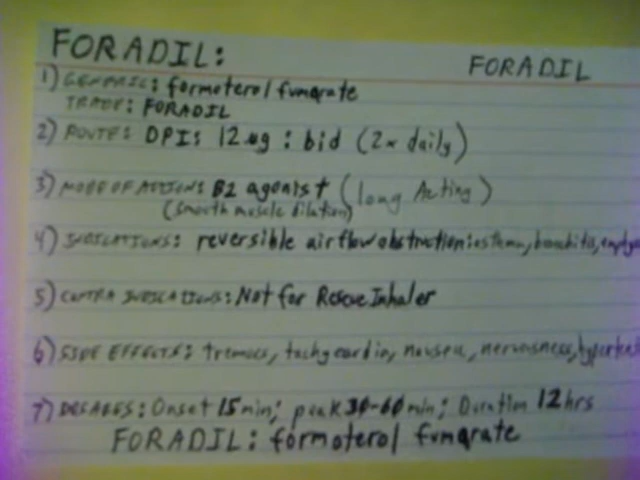 FORADIL: FORADIL
1) GENERIC: formoterol fumarate
TRADE: FORADIL
2) ROUTE: DPI: 12ug: bid (2x daily)
3) MODE OF ACTION: B2 agonist (long Acting)
(smooth muscle dilation)
4) INDICATIONS: reversible airflow obstruction: asthma, bronchitis,
5) CONTRA INDICATIONS: Not for Rescue Inhaler
6) SIDE EFFECTS: tremors, tachycardia, nausea, nervousness,
7) DOSAGES: Onset 15 min; peak 30-60 min; Duration 12 hrs
FORADIL: formoterol fumarate